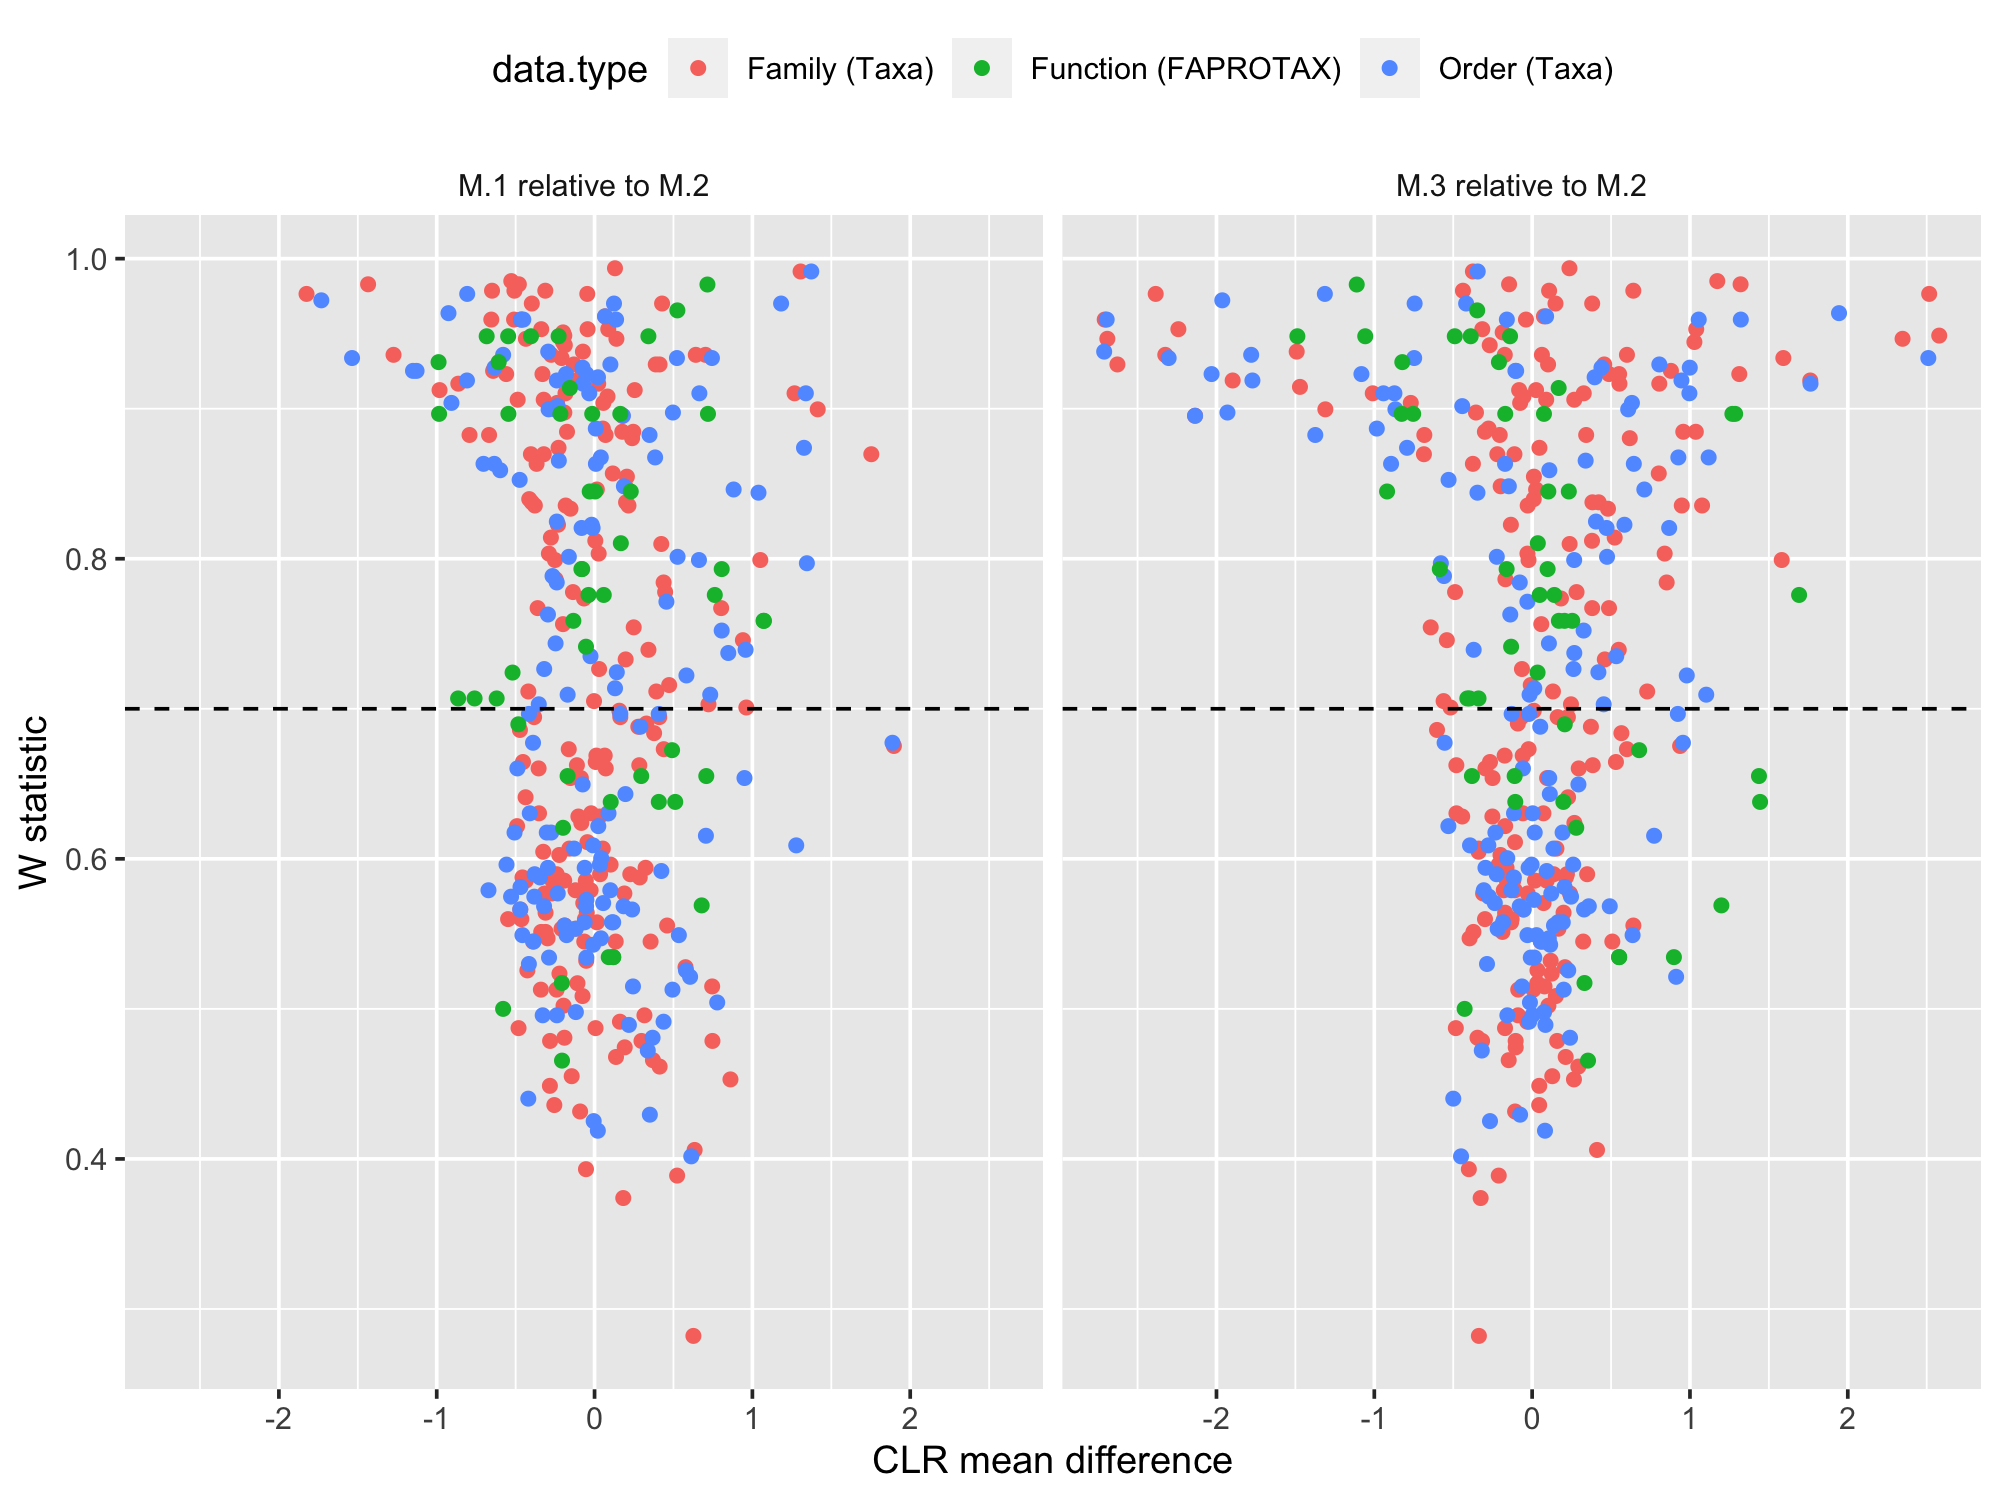 data.type Family (Taxa) Function (FAPROTAX) Order (Taxa)
M.1 relative to M.2 M.3 relative to M.2
1.0
0.8
0.6
0.4
W statistic
-2 -1 0 1 2 -2 -1 0 1 2
CLR mean difference